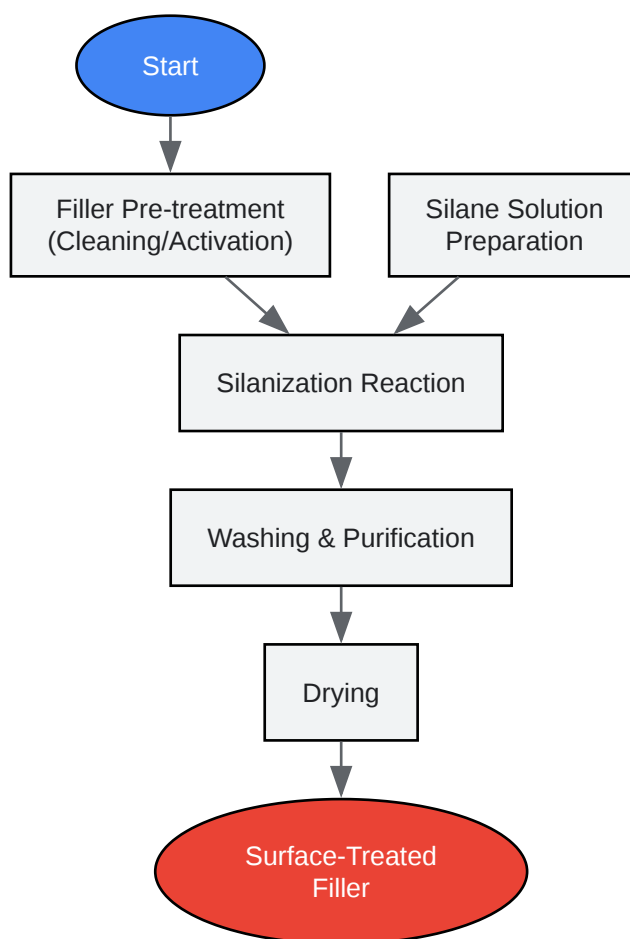 Start
Filler Pre-treatment
(Cleaning/Activation)
Silane Solution
Preparation
Silanization Reaction
Washing & Purification
Drying
Surface-Treated
Filler